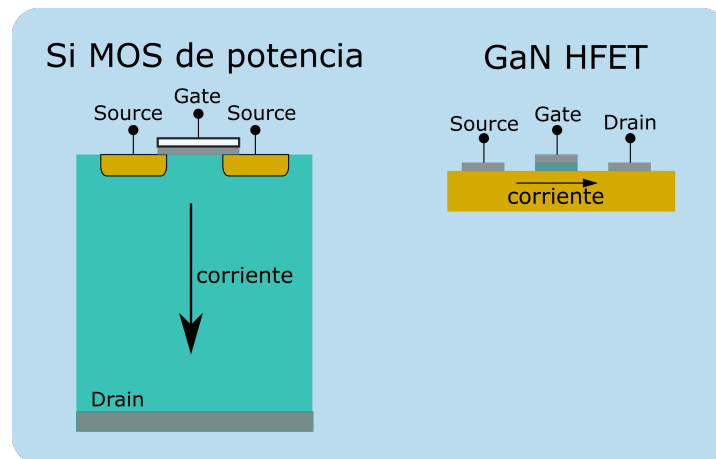 Si MOS de potencia
Gate
Source
Source
corriente
Drain
GaN HFET
Source
Gate
Drain
corriente